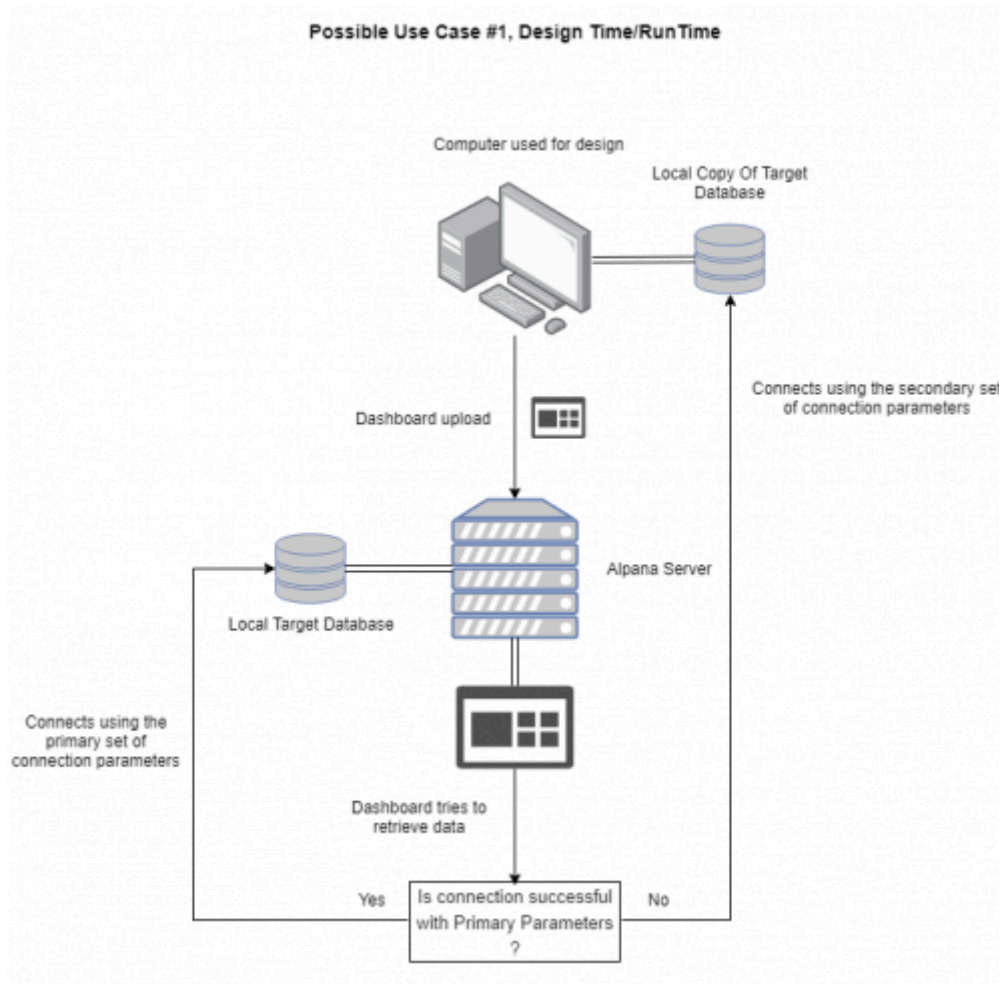 Possible Use Case #1, Design Time/RunTime
Computer used for design
Local Copy Of Target
Database
Connects using the secondary set
of connection parameters
Dashboard upload
Alpana Server
Local Target Database
Connects using the
primary set of
connection parameters
Dashboard tries to
retrieve data
Yes
Is connection successful
with Primary Parameters
?
No